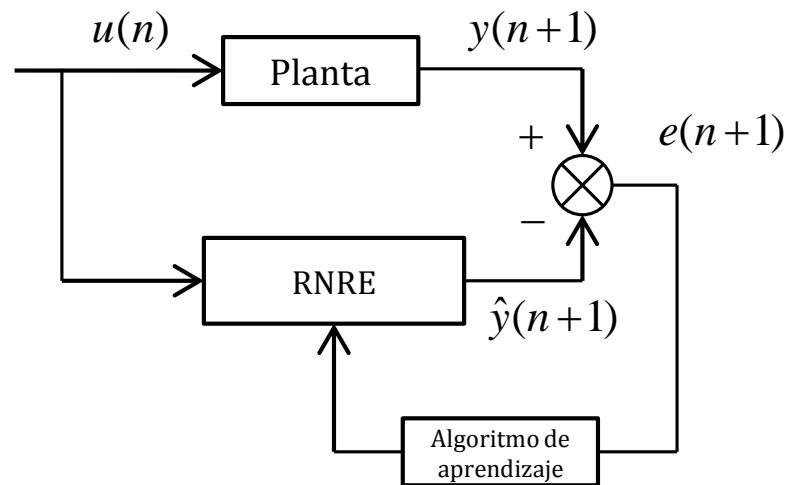 u(n)
y(n+1)
Planta
+
e(n+1)
−
RNRE
ŷ(n+1)
Algoritmo de
aprendizaje